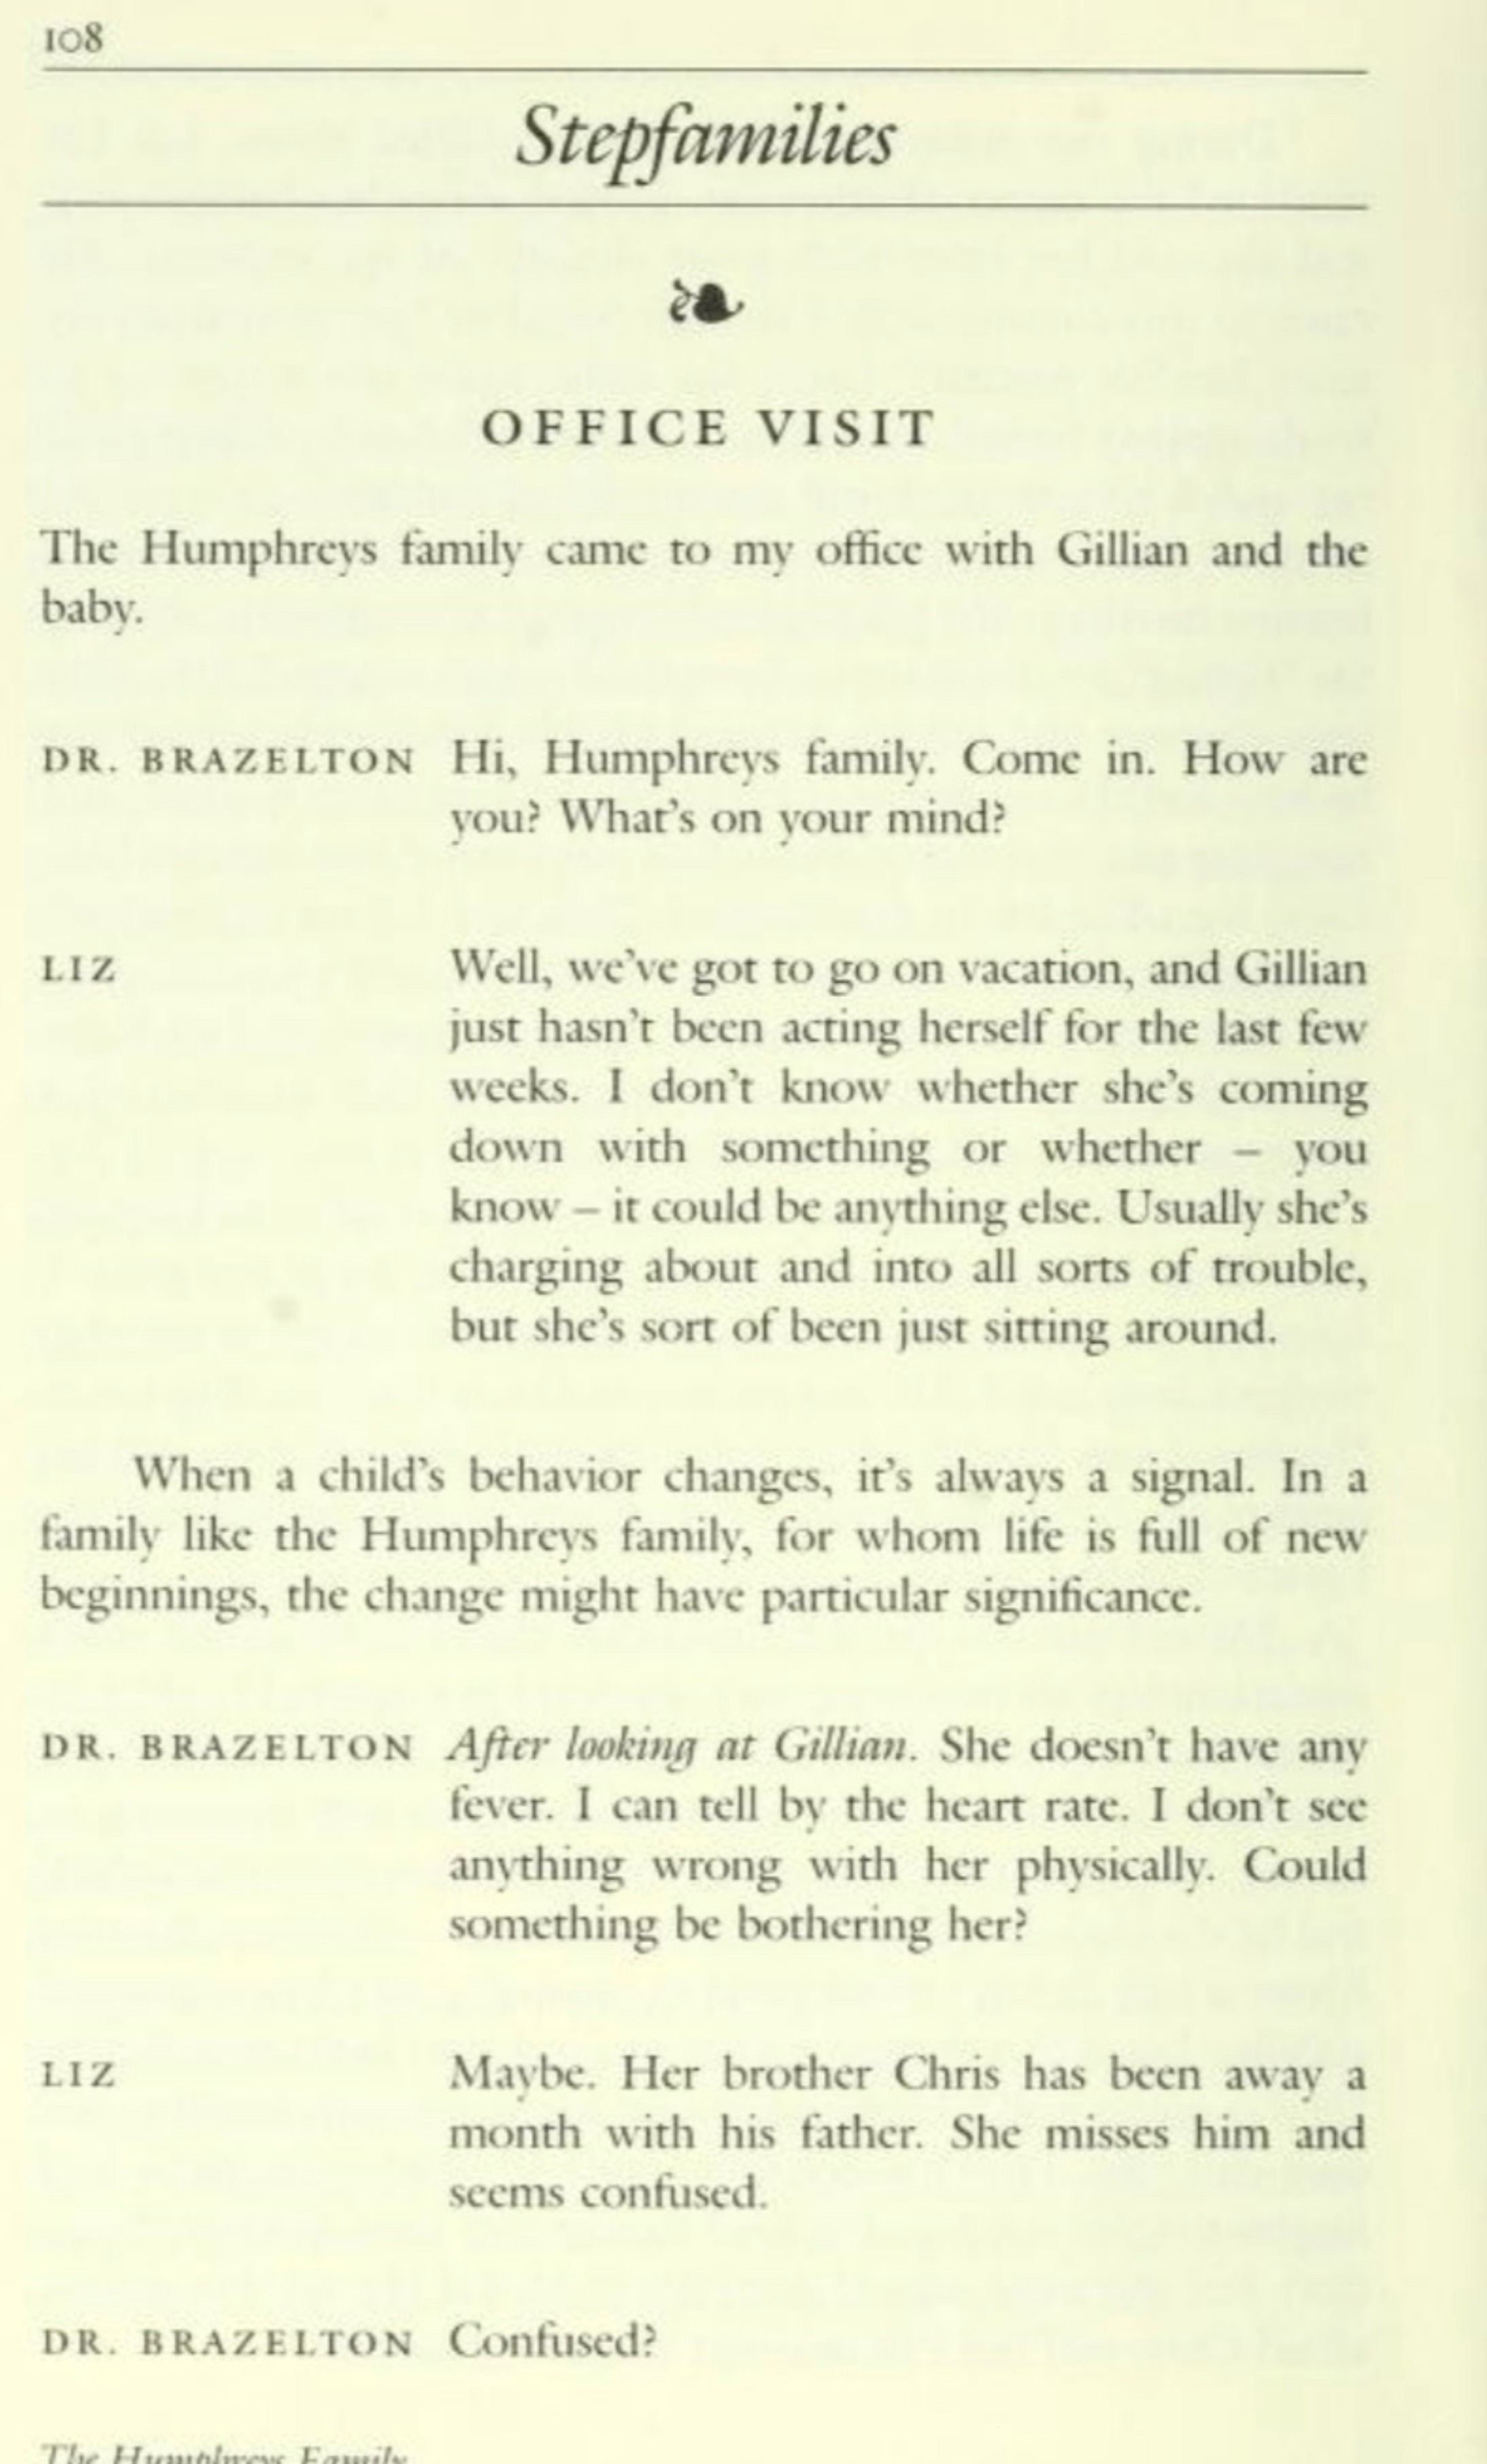 108
Stepfamilies
OFFICE VISIT
The Humphreys family came to my office with Gillian and the
baby.
DR. BRAZELTON Hi, Humphreys family. Come in. How are
you? What's on your mind?
LIZ Well, we've got to go on vacation, and Gillian
just hasn't been acting herself for the last few
weeks. I don't know whether she's coming
down with something or whether – you
know – it could be anything else. Usually she's
charging about and into all sorts of trouble,
but she's sort of been just sitting around.
When a child's behavior changes, it's always a signal. In a
family like the Humphreys family, for whom life is full of new
beginnings, the change might have particular significance.
DR. BRAZELTON After looking at Gillian. She doesn't have any
fever. I can tell by the heart rate. I don't see
anything wrong with her physically. Could
something be bothering her?
LIZ Maybe. Her brother Chris has been away a
month with his father. She misses him and
seems confused.
DR. BRAZELTON Confused?
The Humphreys Family